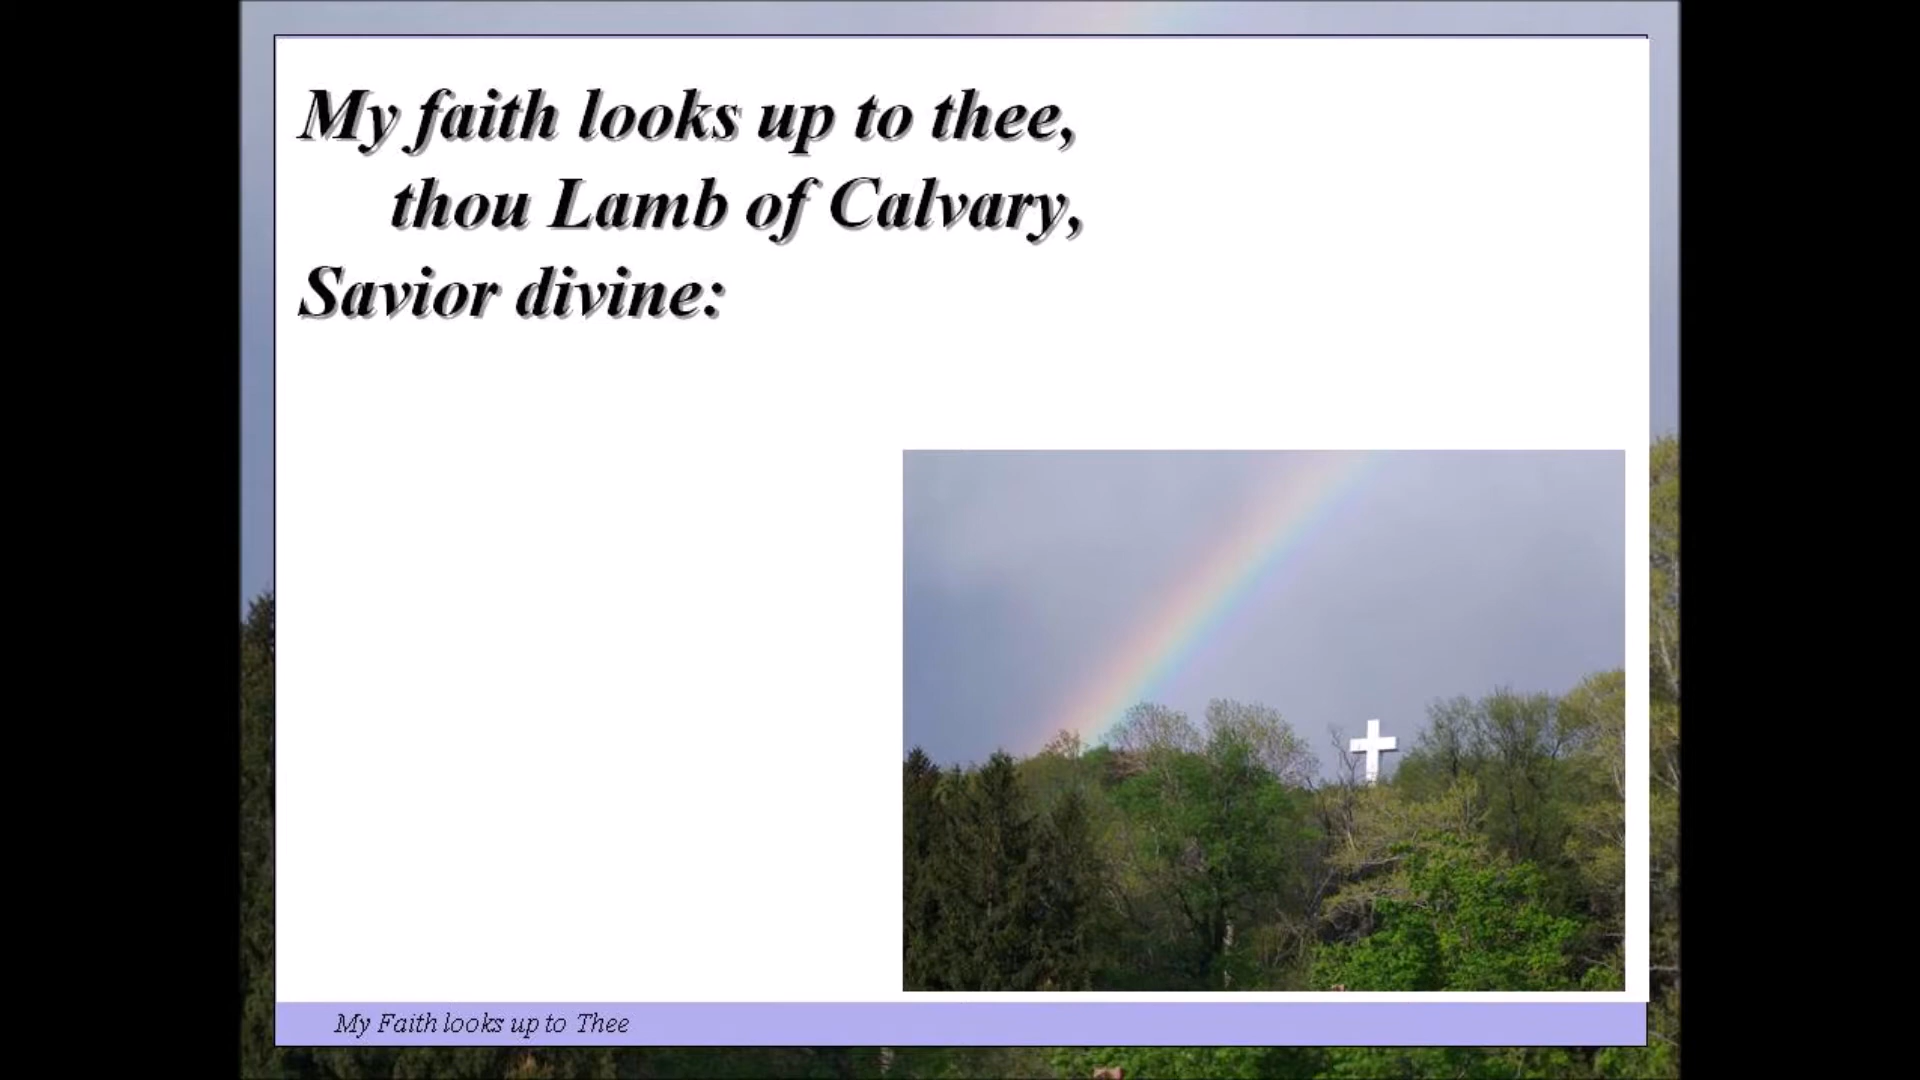 My faith looks up to thee,
thou Lamb of Calvary,
Savior divine:
My Faith looks up to Thee